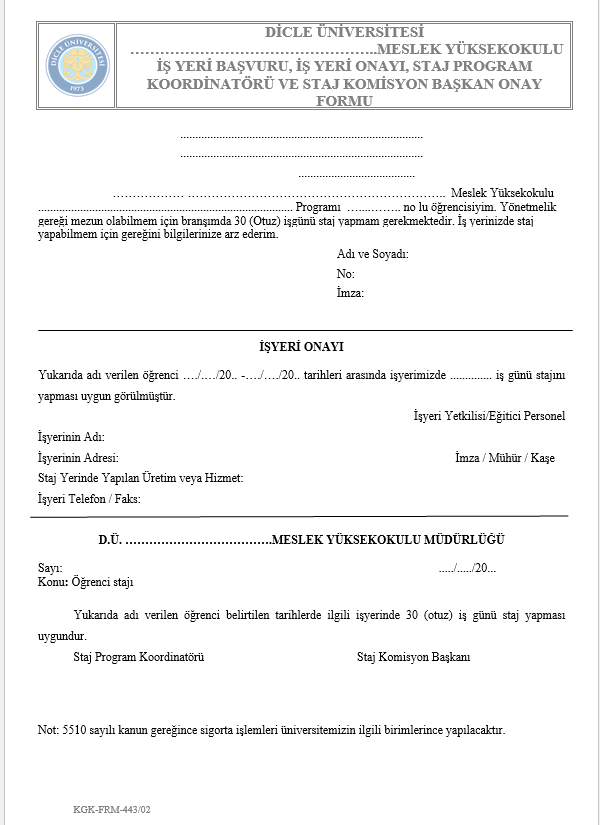 DİCLE ÜNİVERSİTESİ
DİCLE ÜNİVERSİTESİ
1973
…………………………………………..MESLEK YÜKSEKOKULU
İŞ YERİ BAŞVURU, İŞ YERİ ONAYI, STAJ PROGRAM
KOORDİNATÖRÜ VE STAJ KOMİSYON BAŞKAN ONAY
FORMU
.................................................................................
.................................................................................
.......................................
……………… ……………………………………………………….. Meslek Yüksekokulu
..................................................................................... Programı …...……... no lu öğrencisiyim. Yönetmelik
gereği mezun olabilmem için branşımda 30 (Otuz) işgünü staj yapmam gerekmektedir. İş yerinizde staj
yapabilmem için gereğini bilgilerinize arz ederim.
Adı ve Soyadı:
No:
İmza:
İŞYERİ ONAYI
Yukarıda adı verilen öğrenci …./…./20.. -…./…./20.. tarihleri arasında işyerimizde .............. iş günü stajını
yapması uygun görülmüştür.
İşyeri Yetkilisi/Eğitici Personel
İşyerinin Adı:
İşyerinin Adresi: İmza / Mühür / Kaşe
Staj Yerinde Yapılan Üretim veya Hizmet:
İşyeri Telefon / Faks:
D.Ü. ……………………………….MESLEK YÜKSEKOKULU MÜDÜRLÜĞÜ
Sayı: ...../...../20...
Konu: Öğrenci stajı
Yukarıda adı verilen öğrenci belirtilen tarihlerde ilgili işyerinde 30 (otuz) iş günü staj yapması
uygundur.
Staj Program Koordinatörü Staj Komisyon Başkanı
Not: 5510 sayılı kanun gereğince sigorta işlemleri üniversitemizin ilgili birimlerince yapılacaktır.
KGK-FRM-443/02